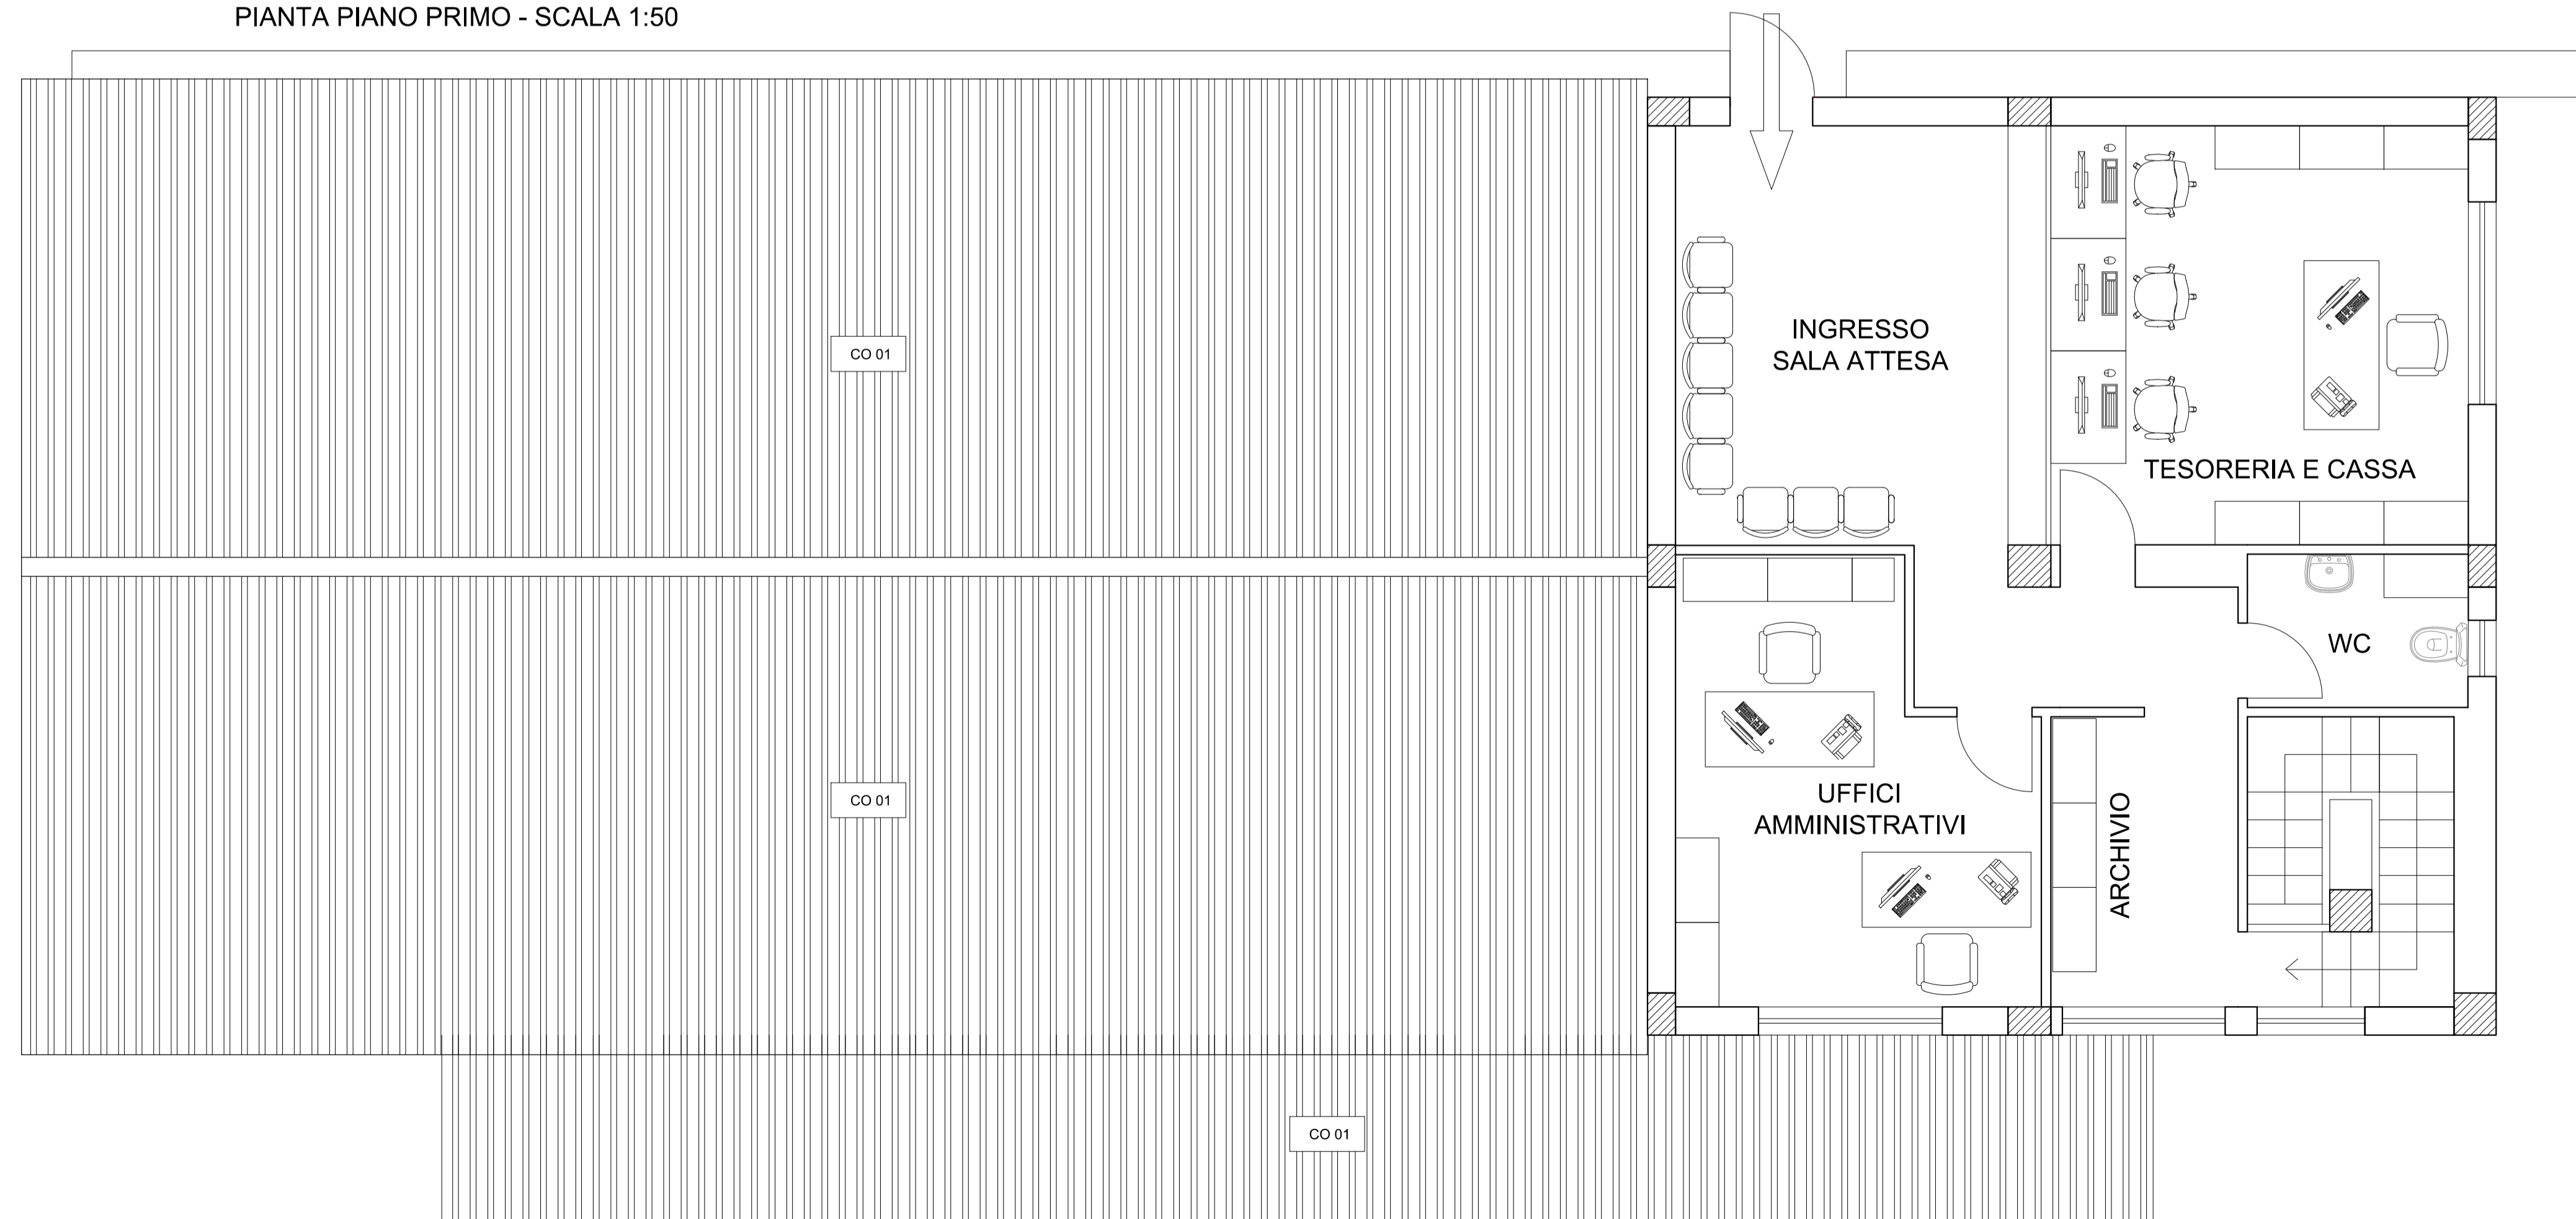 PIANTA PIANO PRIMO - SCALA 1:50
CO 01
INGRESSO
SALA ATTESA
TESORERIA E CASSA
WC
CO 01
UFFICI
AMMINISTRATIVI
ARCHIVIO
CO 01